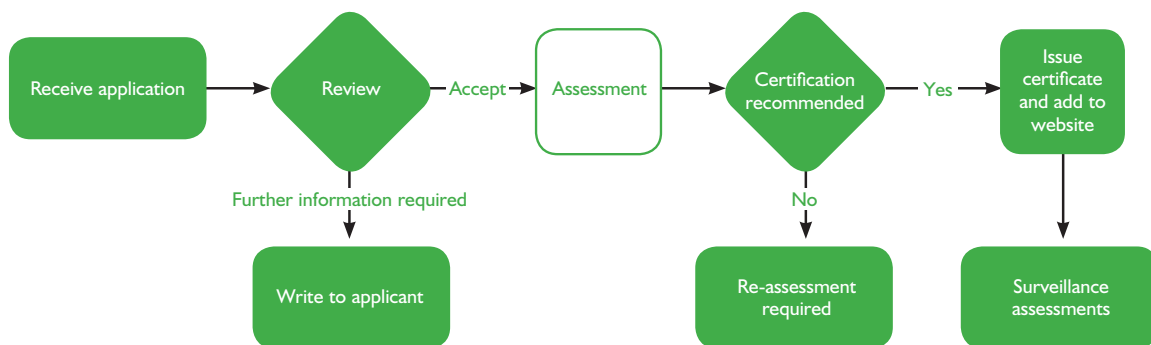 Receive application
Review
Accept
Assessment
Certification
recommended
Yes
Issue
certificate
and add to
website
Further information required
No
Write to applicant
Re-assessment
required
Surveillance
assessments